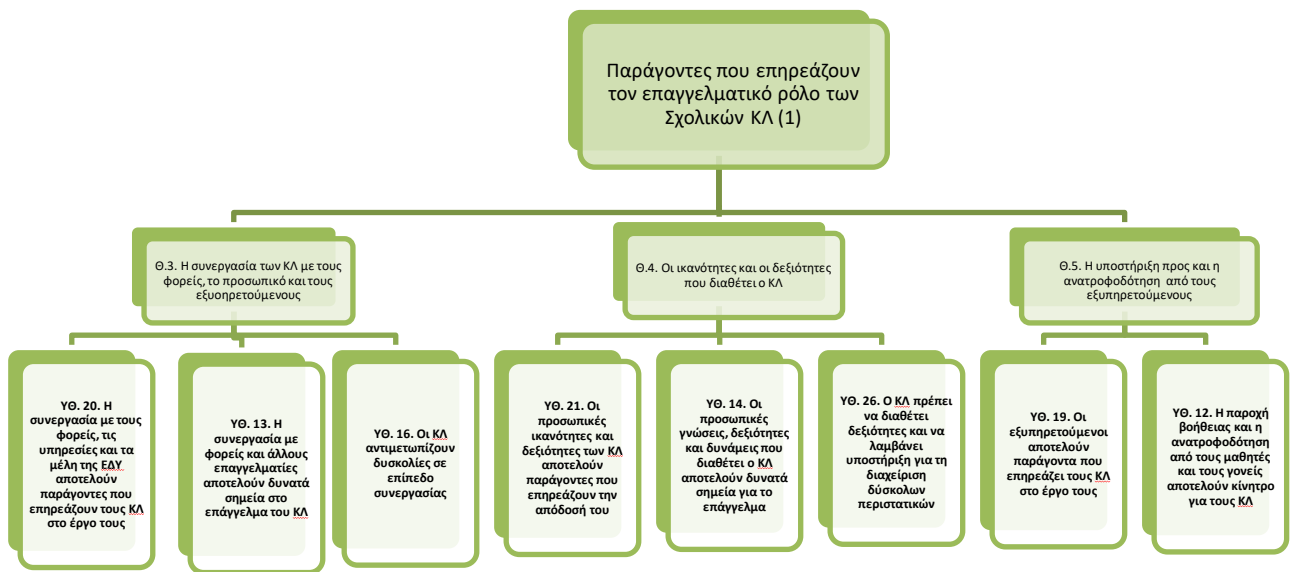 Παράγοντες που επηρεάζουν
τον επαγγελματικό ρόλο των
Σχολικών ΚΛ (1)
Θ.3. Η συνεργασία των ΚΛ με τους
φορείς, το προσωπικό και τους
εξυοηρετούμενους
Θ.4. Οι ικανότητες και οι δεξιότητες
που διαθέτει ο ΚΛ
Θ.5. Η υποστήριξη προς και η
ανατροφοδότηση από τους
εξυπηρετούμενους
ΥΘ. 20. Η
συνεργασία με τους
φορείς, τις
υπηρεσίες και τα
μέλη της ΕΔΥ
αποτελούν
παράγοντες που
επηρεάζουν τους ΚΛ
στο έργο τους
ΥΘ. 13. Η
συνεργασία με
φορείς και άλλους
επαγγελματίες
αποτελούν δυνατά
σημεία στο
επάγγελμα του ΚΛ
ΥΘ. 16. Οι ΚΛ
αντιμετωπίζουν
δυσκολίες σε
επίπεδο
συνεργασίας
ΥΘ. 21. Οι
προσωπικές
ικανότητες και
δεξιότητες των ΚΛ
αποτελούν
παράγοντες που
επηρεάζουν την
απόδοσή του
ΥΘ. 14. Οι
προσωπικές
γνώσεις, δεξιότητες
και δυνάμεις που
διαθέτει ο ΚΛ
αποτελούν δυνατά
σημεία για το
επάγγελμα
ΥΘ. 26. Ο ΚΛ πρέπει
να διαθέτει
δεξιότητες και να
λαμβάνει
υποστήριξη για τη
διαχείριση
δύσκολων
περιστατικών
ΥΘ. 19. Οι
εξυπηρετούμενοι
αποτελούν
παράγοντα που
επηρεάζει τους ΚΛ
στο έργο τους
ΥΘ. 12. Η παροχή
βοήθειας και η
ανατροφοδότηση
από τους μαθητές
και τους γονείς
αποτελούν κίνητρο
για τους ΚΛ